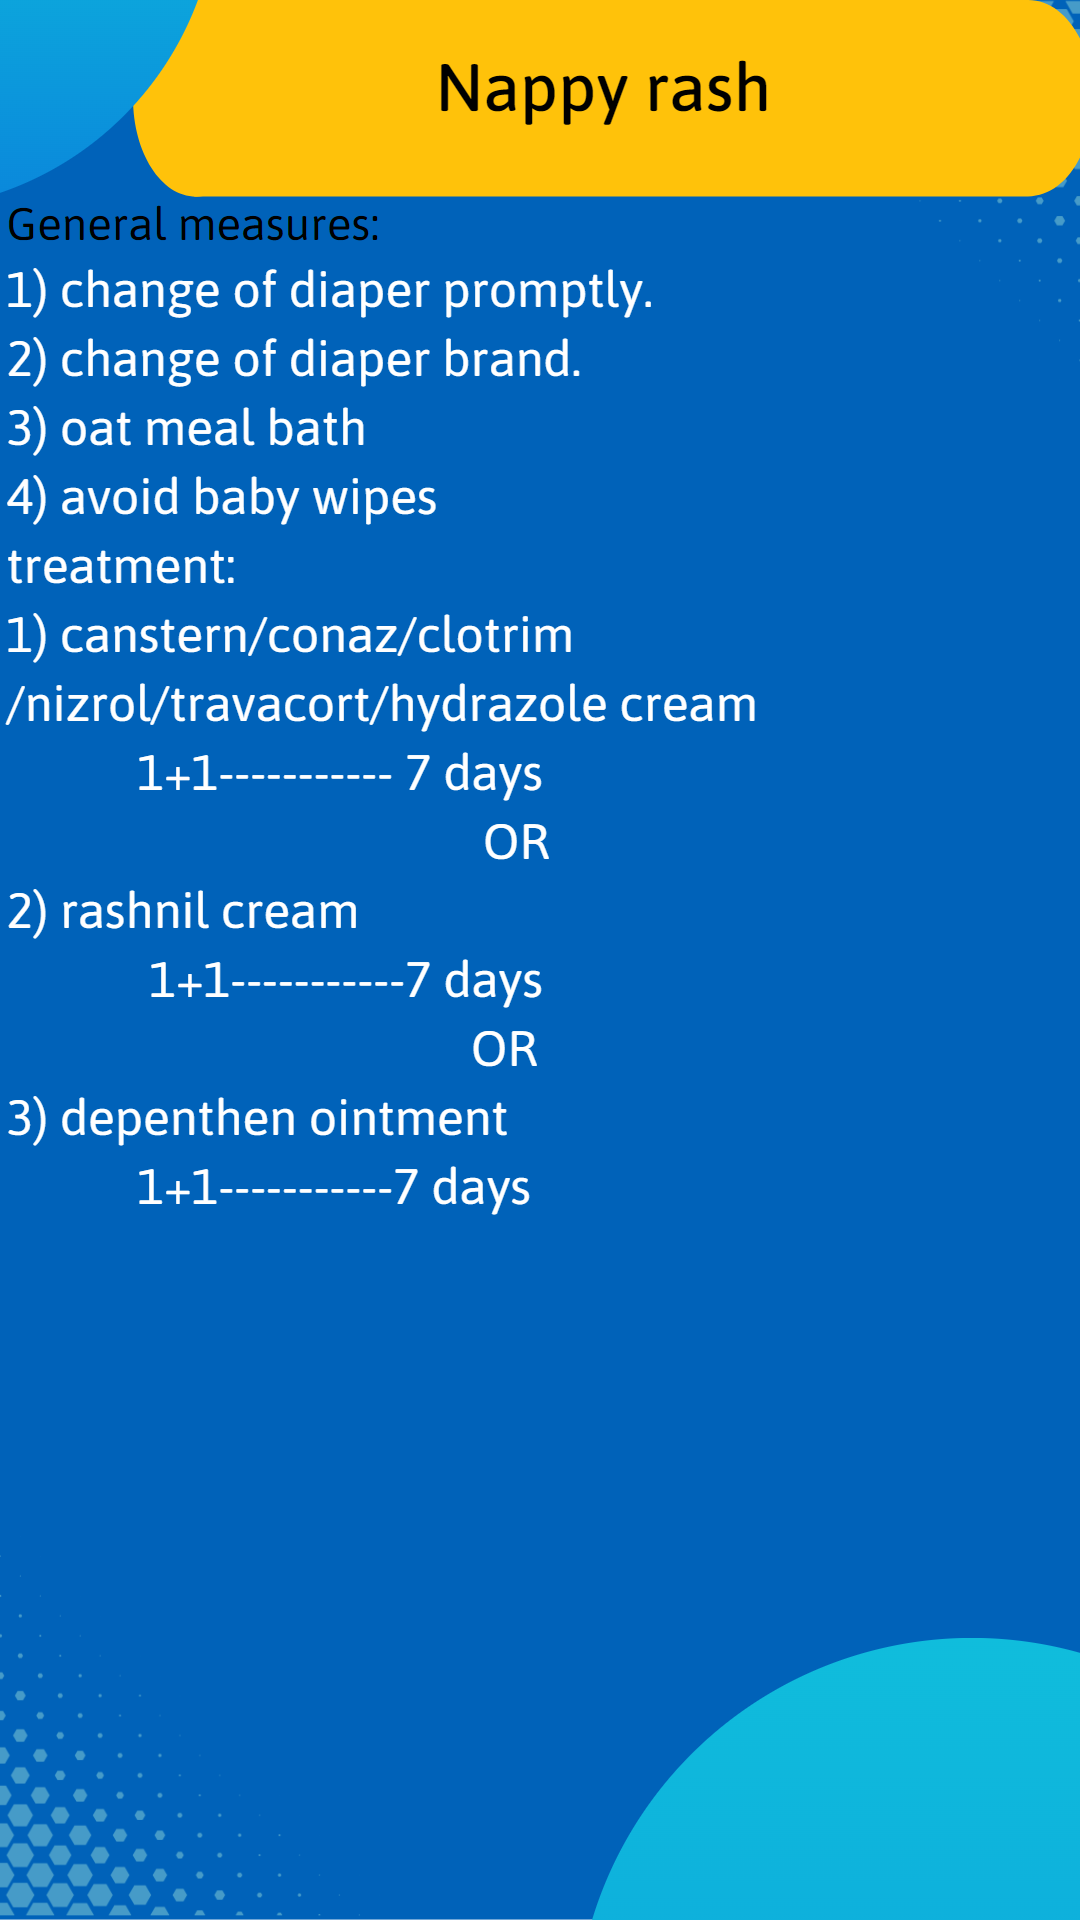 Nappy rash
General measures:
1) change of diaper promptly.
2) change of diaper brand.
3) oat meal bath
4) avoid baby wipes
treatment:
1) canstern/conaz/clotrim
/nizrol/travacort/hydrazole cream
1+1----------- 7 days
OR
2) rashnil cream
1+1-----------7 days
OR
3) depenthen ointment
1+1-----------7 days